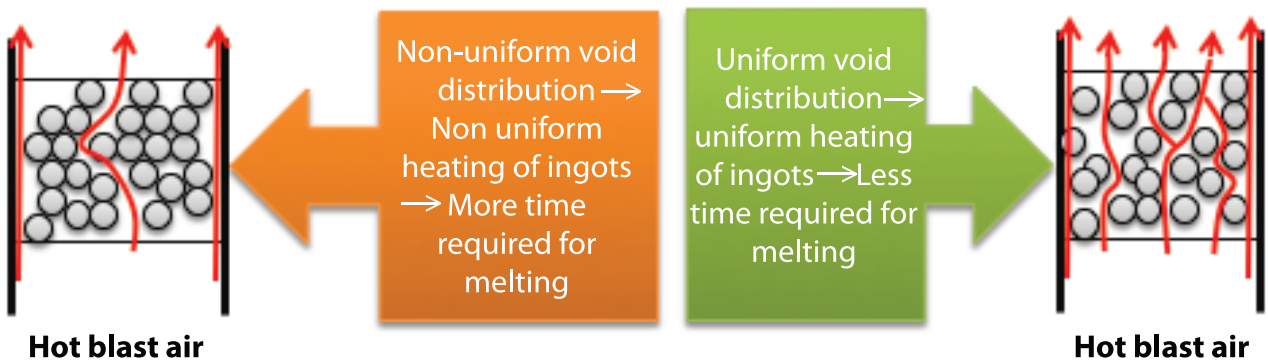 Non-uniform void
distribution →
Non uniform
heating of ingots
→ More time
required for
melting
Uniform void
distribution →
uniform heating
of ingots → Less
time required for
melting
Hot blast air
Hot blast air